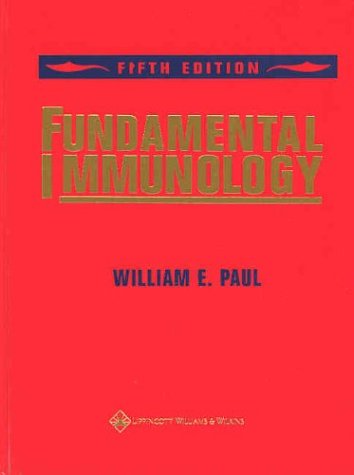 FIFTH EDITION
FUNDAMENTAL
IMMUNOLOGY
WILLIAM E. PAUL
LIPPINCOTT WILLIAMS & WILKINS